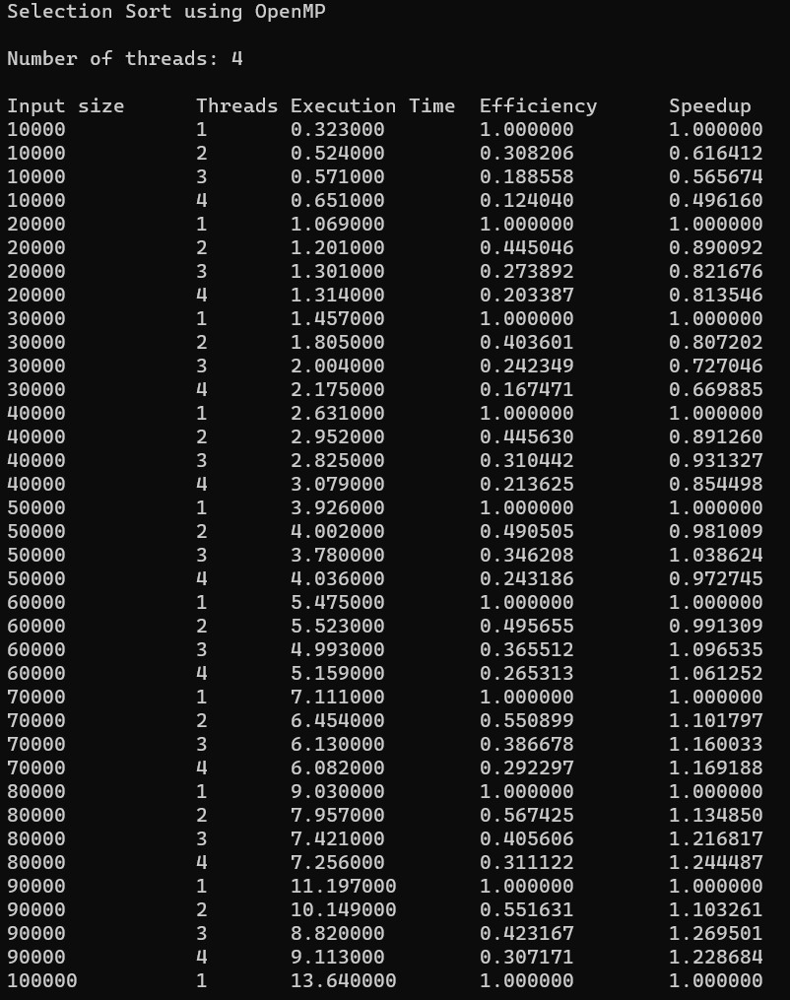 Selection Sort using OpenMP
Number of threads: 4
Input size Threads Execution Time Efficiency Speedup
10000 1 0.323000 1.000000 1.000000
10000 2 0.524000 0.308206 0.616412
10000 3 0.571000 0.188558 0.565674
10000 4 0.651000 0.124040 0.496160
20000 1 1.069000 1.000000 1.000000
20000 2 1.201000 0.445046 0.890092
20000 3 1.301000 0.273892 0.821676
20000 4 1.314000 0.203387 0.813546
30000 1 1.457000 1.000000 1.000000
30000 2 1.805000 0.403601 0.807202
30000 3 2.004000 0.242349 0.727046
30000 4 2.175000 0.167471 0.669885
40000 1 2.631000 1.000000 1.000000
40000 2 2.952000 0.445630 0.891260
40000 3 2.825000 0.310442 0.931327
40000 4 3.079000 0.213625 0.854498
50000 1 3.926000 1.000000 1.000000
50000 2 4.002000 0.490505 0.981009
50000 3 3.780000 0.346208 1.038624
50000 4 4.036000 0.243186 0.972745
60000 1 5.475000 1.000000 1.000000
60000 2 5.523000 0.495655 0.991309
60000 3 4.993000 0.365512 1.096535
60000 4 5.159000 0.265313 1.061252
70000 1 7.111000 1.000000 1.000000
70000 2 6.454000 0.550899 1.101797
70000 3 6.130000 0.386678 1.160033
70000 4 6.082000 0.292297 1.169188
80000 1 9.030000 1.000000 1.000000
80000 2 7.957000 0.567425 1.134850
80000 3 7.421000 0.405606 1.216817
80000 4 7.256000 0.311122 1.244487
90000 1 11.197000 1.000000 1.000000
90000 2 10.149000 0.551631 1.103261
90000 3 8.820000 0.423167 1.269501
90000 4 9.113000 0.307171 1.228684
100000 1 13.640000 1.000000 1.000000